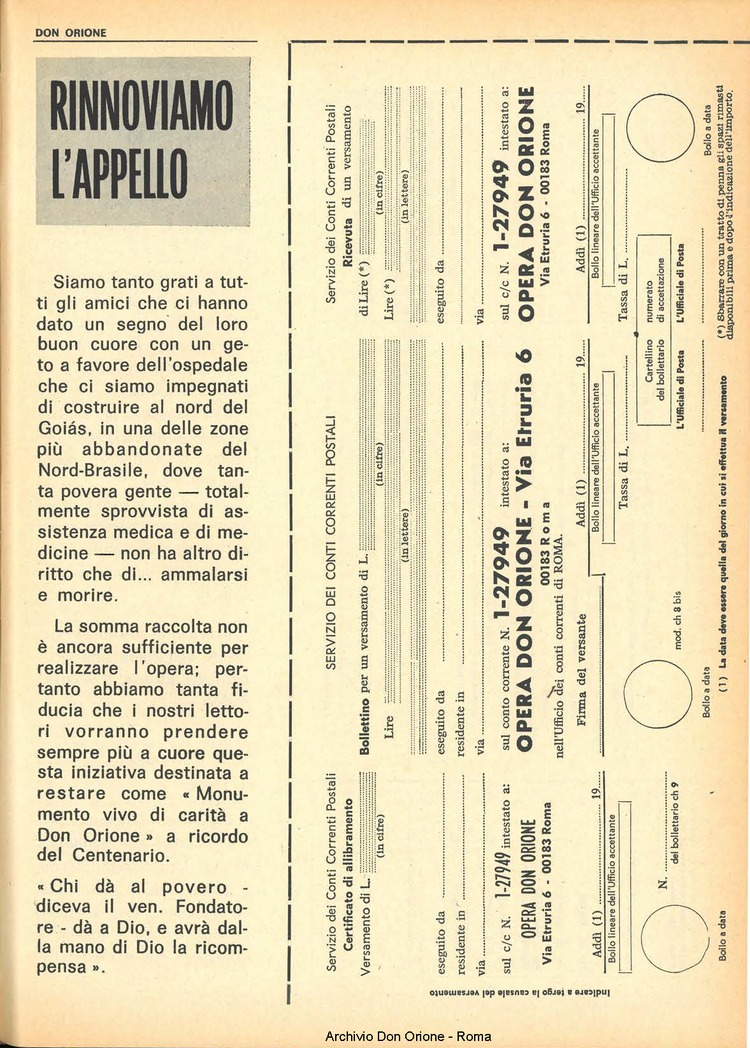 DON ORIONE
RINNOVIAMO
L'APPELLO
Siamo tanto grati a tut-
ti gli amici che ci hanno
dato un segno del loro
buon cuore con un ge-
to a favore dell'ospedale
che ci siamo impegnati
di costruire al nord del
Goiás, in una delle zone
più abbandonate del
Nord-Brasile, dove tan-
ta povera gente — total-
mente sprovvista di as-
sistenza medica e di me-
dicine — non ha altro di-
ritto che di... ammalarsi
e morire.
La somma raccolta non
è ancora sufficiente per
realizzare l'opera; per-
tanto abbiamo tanta fi-
ducia che i nostri letto-
ri vorranno prendere
sempre più a cuore que-
sta iniziativa destinata a
restare come « Monu-
mento vivo di carità a
Don Orione » a ricordo
del Centenario.
« Chi dà al povero -
diceva il ven. Fondato-
re - dà a Dio, e avrà dal-
la mano di Dio la ricom-
pensa ».
Servizio dei Conti Correnti Postali
Certificato di allibramento
Versamento di L.
(in cifre)
eseguito da
residente in
via
sul c/c N. 1-27949 intestato a:
OPERA DON ORIONE
Via Etruria 6 - 00183 Roma
Addì (1) 19
Bollo lineare dell'Ufficio accettante
N.
del bollettario ch 9
Bollo a data
Indicare a tergo la causale del versamento
SERVIZIO DEI CONTI CORRENTI POSTALI
Bollettino per un versamento di L.
(in cifre)
Lire
(in lettere)
eseguito da
residente in
via
sul conto corrente N. 1-27949 intestato a:
OPERA DON ORIONE - Via Etruria 6
00183 Roma
nell'Ufficio dei conti correnti di ROMA.
Firma del versante
Addì (1) 19
Bollo lineare dell'Ufficio accettante
Tassa di L.
Cartellino
del bollettario
L'Ufficiale di Posta
mod. ch 8 bis
Bollo a data
(1) La data deve essere quella del giorno in cui si effettua il versamento
Servizio dei Conti Correnti Postali
Ricevuta di un versamento
di Lire (*)
(in cifre)
Lire (*)
(in lettere)
eseguito da
via
sul c/c N. 1-27949 intestato a:
OPERA DON ORIONE
Via Etruria 6 - 00183 Roma
Addì (1) 19
Bollo lineare dell'Ufficio accettante
Tassa di L.
numerato
di accettazione
L'Ufficiale di Posta
Bollo a data
(*) Sbarrare con un tratto di penna gli spazi rimasti
disponibili prima e dopo l'indicazione dell'importo.
Archivio Don Orione - Roma